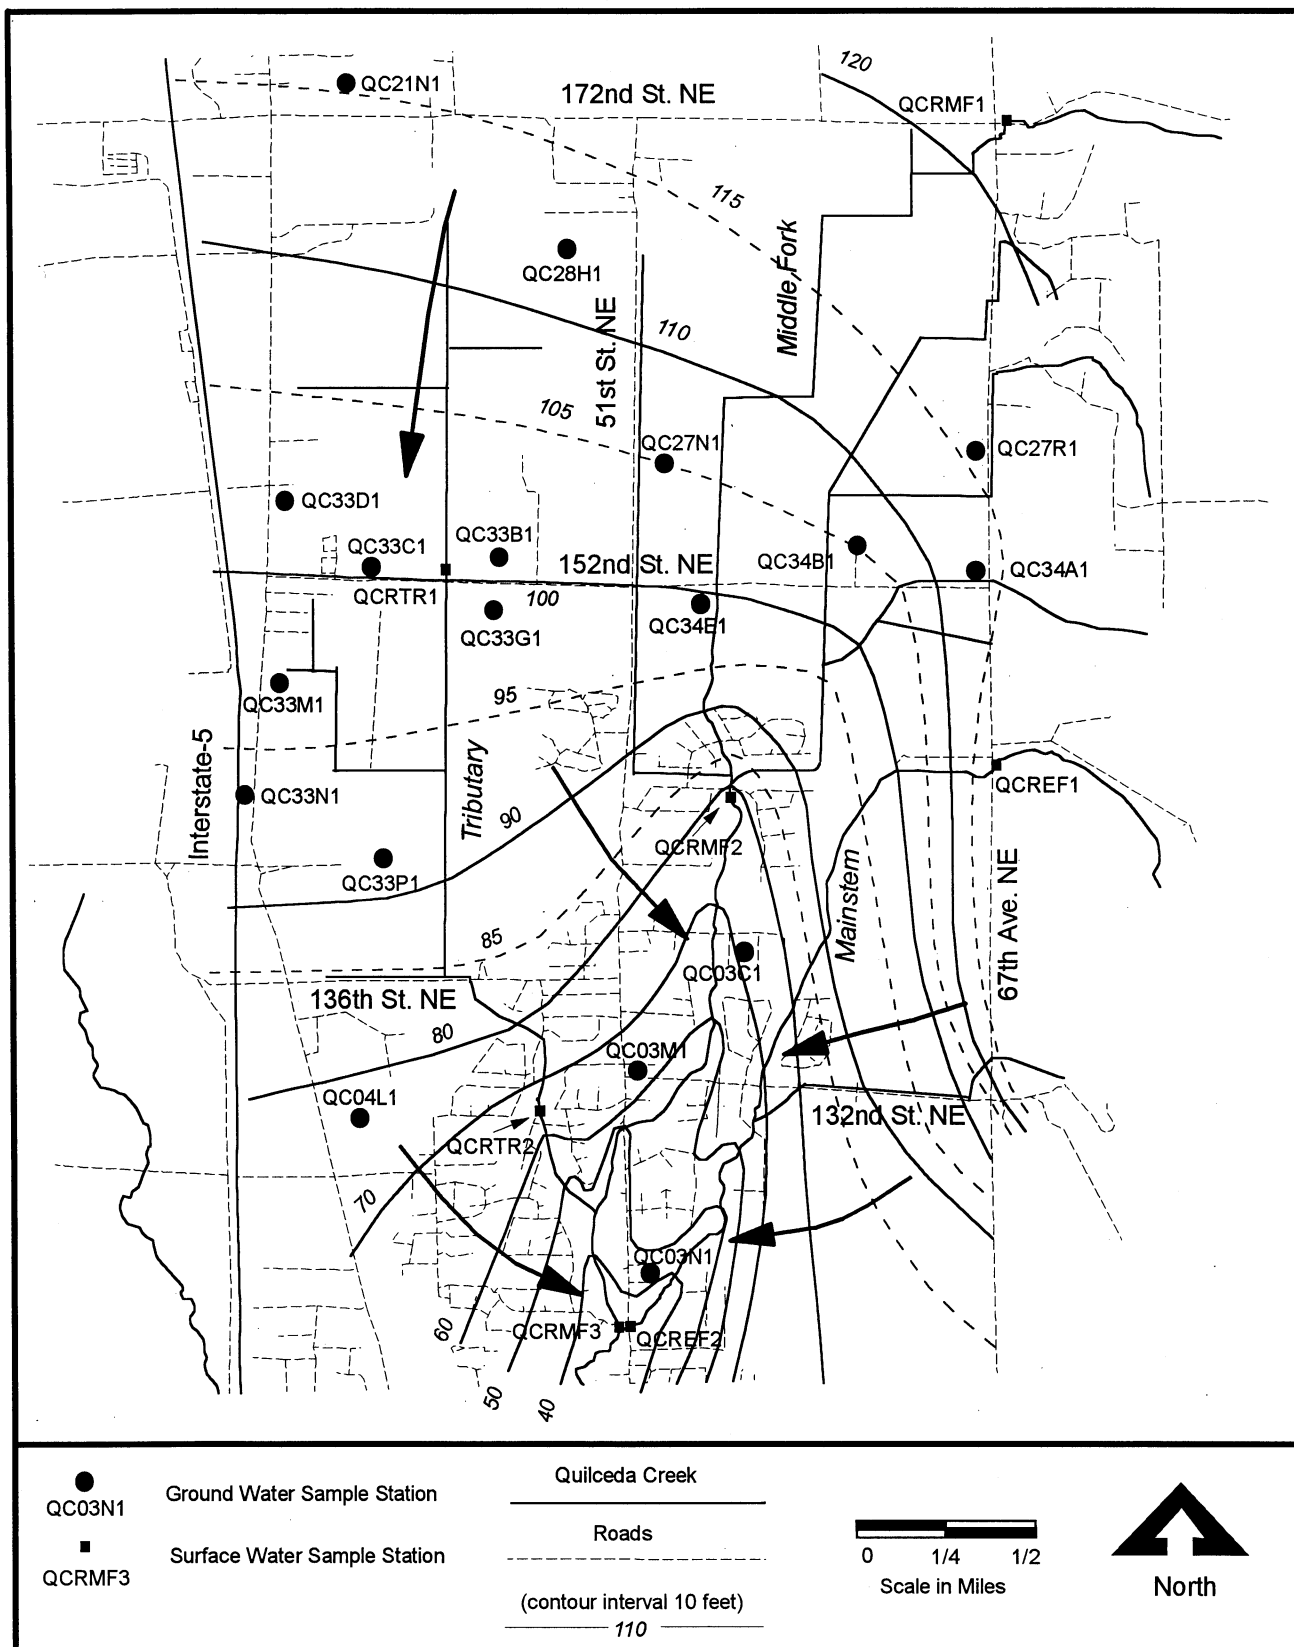 120
QC21N1
172nd St. NE
QCRMF1
115
Middle Fork
QC28H1
51st St. NE
110
105
QC27N1
QC27R1
QC33D1
QC33B1
QC33C1
152nd St. NE
QC34B1
QC34A1
QCRTR1
100
QC33G1
QC34E1
QC33M1
95
Interstate-5
Tributary
QCREF1
QC33N1
90
QCRMF2
Mainstem
67th Ave. NE
QC33P1
85
QC03C1
136th St. NE
80
QC03M1
QC04L1
132nd St. NE
QCRTR2
70
QC03N1
60
QCRMF3
QCREF2
50
40
QC03N1
Ground Water Sample Station
QCRMF3
Surface Water Sample Station
Quilceda Creek
Roads
(contour interval 10 feet)
110
0 1/4 1/2
Scale in Miles
North